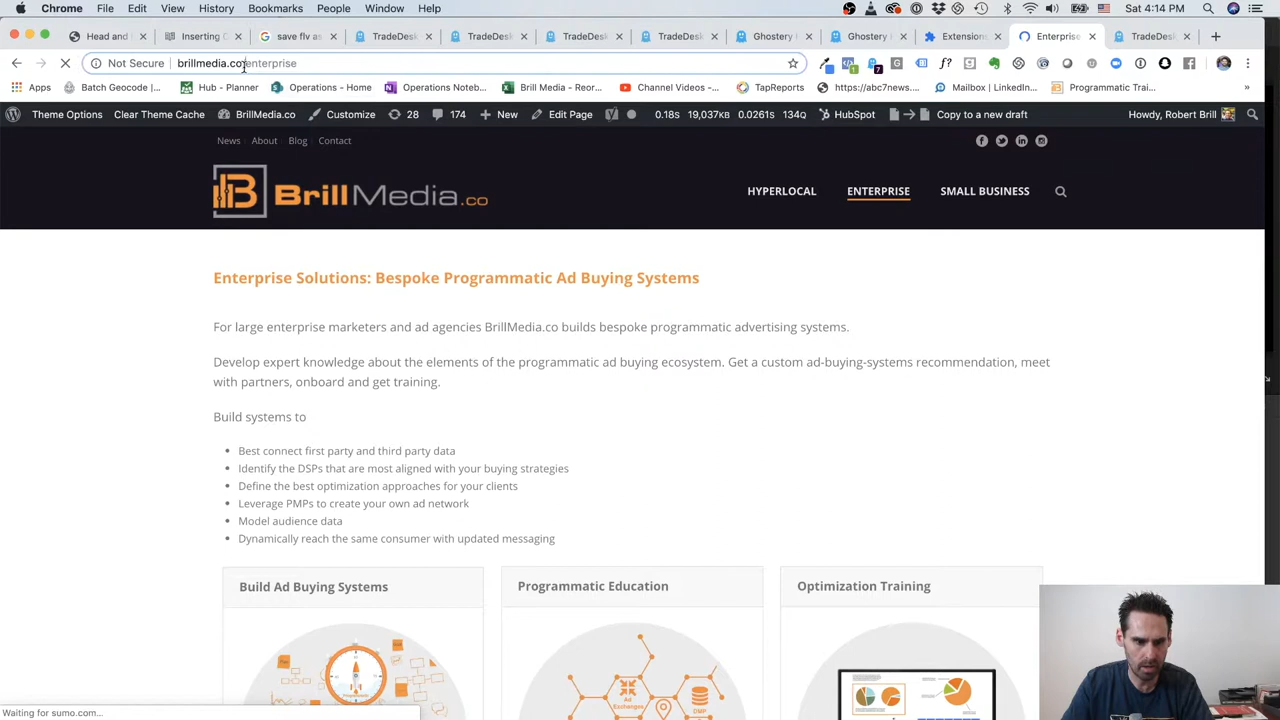 Chrome File Edit View History Bookmarks People Window Help Sat 4:14 PM
Head and Inserting C save flv as TradeDesk TradeDesk TradeDesk TradeDesk Ghostery Ghostery Extensions Enterprise TradeDesk
Not Secure | brillmedia.co/enterprise
Apps Batch Geocode |... Hub - Planner Operations - Home Operations Noteb... Brill Media - Reor... Channel Videos -... TapReports https://abc7news.... Mailbox | LinkedIn... Programmatic Trai... »
Theme Options Clear Theme Cache BrillMedia.co Customize 28 174 New Edit Page 0.18s 19,037KB 0.0261s 134Q HubSpot Copy to a new draft Howdy, Robert Brill
News About Blog Contact
BrillMedia.co
HYPERLOCAL ENTERPRISE SMALL BUSINESS
Enterprise Solutions: Bespoke Programmatic Ad Buying Systems
For large enterprise marketers and ad agencies BrillMedia.co builds bespoke programmatic advertising systems.
Develop expert knowledge about the elements of the programmatic ad buying ecosystem. Get a custom ad-buying-systems recommendation, meet
with partners, onboard and get training.
Build systems to
Best connect first party and third party data
Identify the DSPs that are most aligned with your buying strategies
Define the best optimization approaches for your clients
Leverage PMPs to create your own ad network
Model audience data
Dynamically reach the same consumer with updated messaging
Build Ad Buying Systems Programmatic Education Optimization Training
Ad
Exchanges
DMP
Waiting for sumo.com...